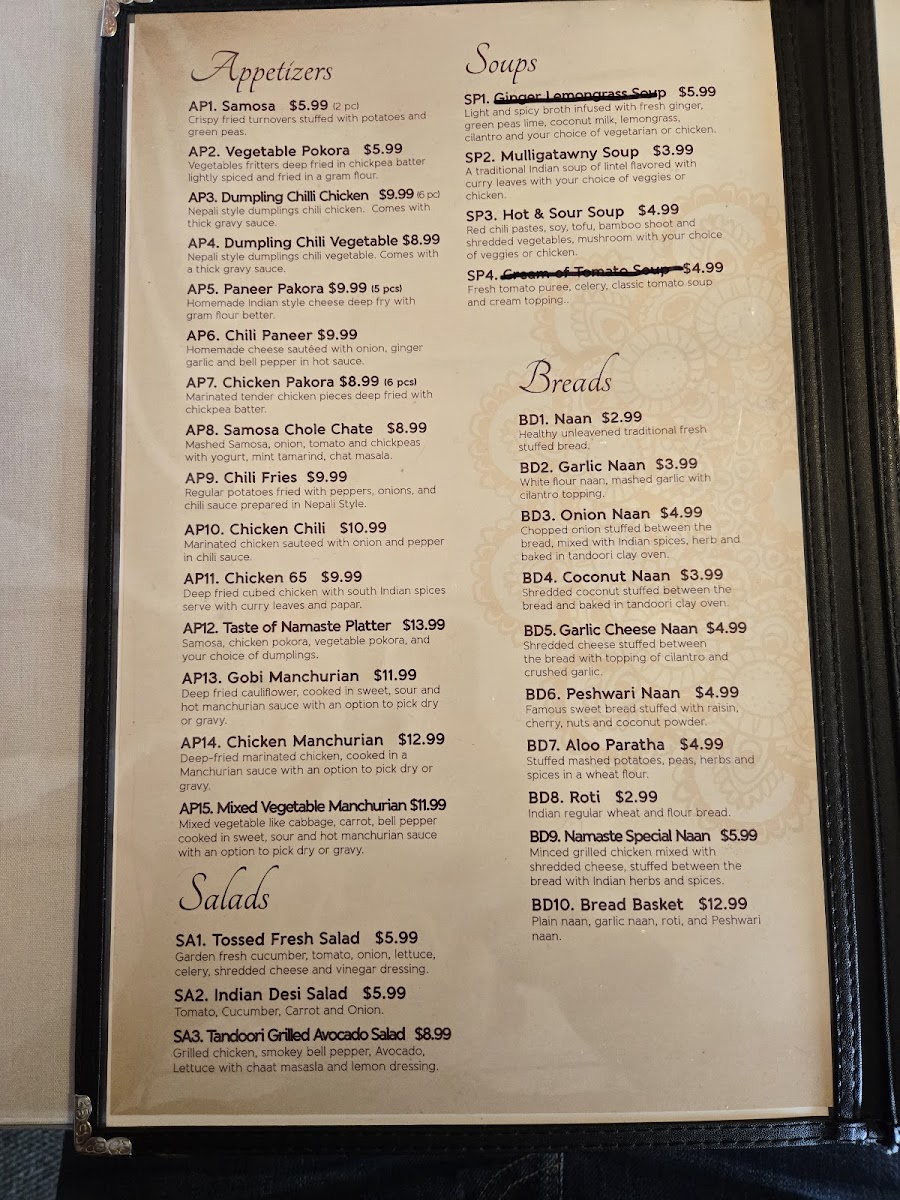 Appetizers
AP1. Samosa $5.99 (2 pc)
Crispy fried turnovers stuffed with potatoes and
green peas.
AP2. Vegetable Pokora $5.99
Vegetables fritters deep fried in chickpea batter
lightly spiced and fried in a gram flour.
AP3. Dumpling Chilli Chicken $9.99 (6 pc)
Nepali style dumplings chili chicken. Comes with
thick gravy sauce.
AP4. Dumpling Chili Vegetable $8.99
Nepali style dumplings chili vegetable. Comes with
a thick gravy sauce.
AP5. Paneer Pakora $9.99 (5 pcs)
Homemade Indian style cheese deep fry with
gram flour better.
AP6. Chili Paneer $9.99
Homemade cheese sautéed with onion, ginger
garlic and bell pepper in hot sauce.
AP7. Chicken Pakora $8.99 (6 pcs)
Marinated tender chicken pieces deep fried with
chickpea batter.
AP8. Samosa Chole Chate $8.99
Mashed Samosa, onion, tomato and chickpeas
with yogurt, mint tamarind, chat masala.
AP9. Chili Fries $9.99
Regular potatoes fried with peppers, onions, and
chili sauce prepared in Nepali Style.
AP10. Chicken Chili $10.99
Marinated chicken sauteed with onion and pepper
in chili sauce.
AP11. Chicken 65 $9.99
Deep fried cubed chicken with south Indian spices
serve with curry leaves and papar.
AP12. Taste of Namaste Platter $13.99
Samosa, chicken pokora, vegetable pokora, and
your choice of dumplings.
AP13. Gobi Manchurian $11.99
Deep fried cauliflower, cooked in sweet, sour and
hot manchurian sauce with an option to pick dry
or gravy.
AP14. Chicken Manchurian $12.99
Deep-fried marinated chicken, cooked in a
Manchurian sauce with an option to pick dry or
gravy.
AP15. Mixed Vegetable Manchurian $11.99
Mixed vegetable like cabbage, carrot, bell pepper
cooked in sweet, sour and hot manchurian sauce
with an option to pick dry or gravy.
Salads
SA1. Tossed Fresh Salad $5.99
Garden fresh cucumber, tomato, onion, lettuce,
celery, shredded cheese and vinegar dressing.
SA2. Indian Desi Salad $5.99
Tomato, Cucumber, Carrot and Onion.
SA3. Tandoori Grilled Avocado Salad $8.99
Grilled chicken, smokey bell pepper, Avocado,
Lettuce with chaat masasla and lemon dressing.
Soups
SP1. Ginger Lemongrass Soup $5.99
Light and spicy broth infused with fresh ginger,
green peas lime, coconut milk, lemongrass,
cilantro and your choice of vegetarian or chicken.
SP2. Mulligatawny Soup $3.99
A traditional Indian soup of lintel flavored with
curry leaves with your choice of veggies or
chicken.
SP3. Hot & Sour Soup $4.99
Red chili pastes, soy, tofu, bamboo shoot and
shredded vegetables, mushroom with your choice
of veggies or chicken.
SP4. Cream of Tomato Soup $4.99
Fresh tomato puree, celery, classic tomato soup
and cream topping..
Breads
BD1. Naan $2.99
Healthy unleavened traditional fresh
stuffed bread.
BD2. Garlic Naan $3.99
White flour naan, mashed garlic with
cilantro topping.
BD3. Onion Naan $4.99
Chopped onion stuffed between the
bread, mixed with Indian spices, herb and
baked in tandoori clay oven.
BD4. Coconut Naan $3.99
Shredded coconut stuffed between the
bread and baked in tandoori clay oven.
BD5. Garlic Cheese Naan $4.99
Shredded cheese stuffed between
the bread with topping of cilantro and
crushed garlic.
BD6. Peshwari Naan $4.99
Famous sweet bread stuffed with raisin,
cherry, nuts and coconut powder.
BD7. Aloo Paratha $4.99
Stuffed mashed potatoes, peas, herbs and
spices in a wheat flour.
BD8. Roti $2.99
Indian regular wheat and flour bread.
BD9. Namaste Special Naan $5.99
Minced grilled chicken mixed with
shredded cheese, stuffed between the
bread with Indian herbs and spices.
BD10. Bread Basket $12.99
Plain naan, garlic naan, roti, and Peshwari
naan.